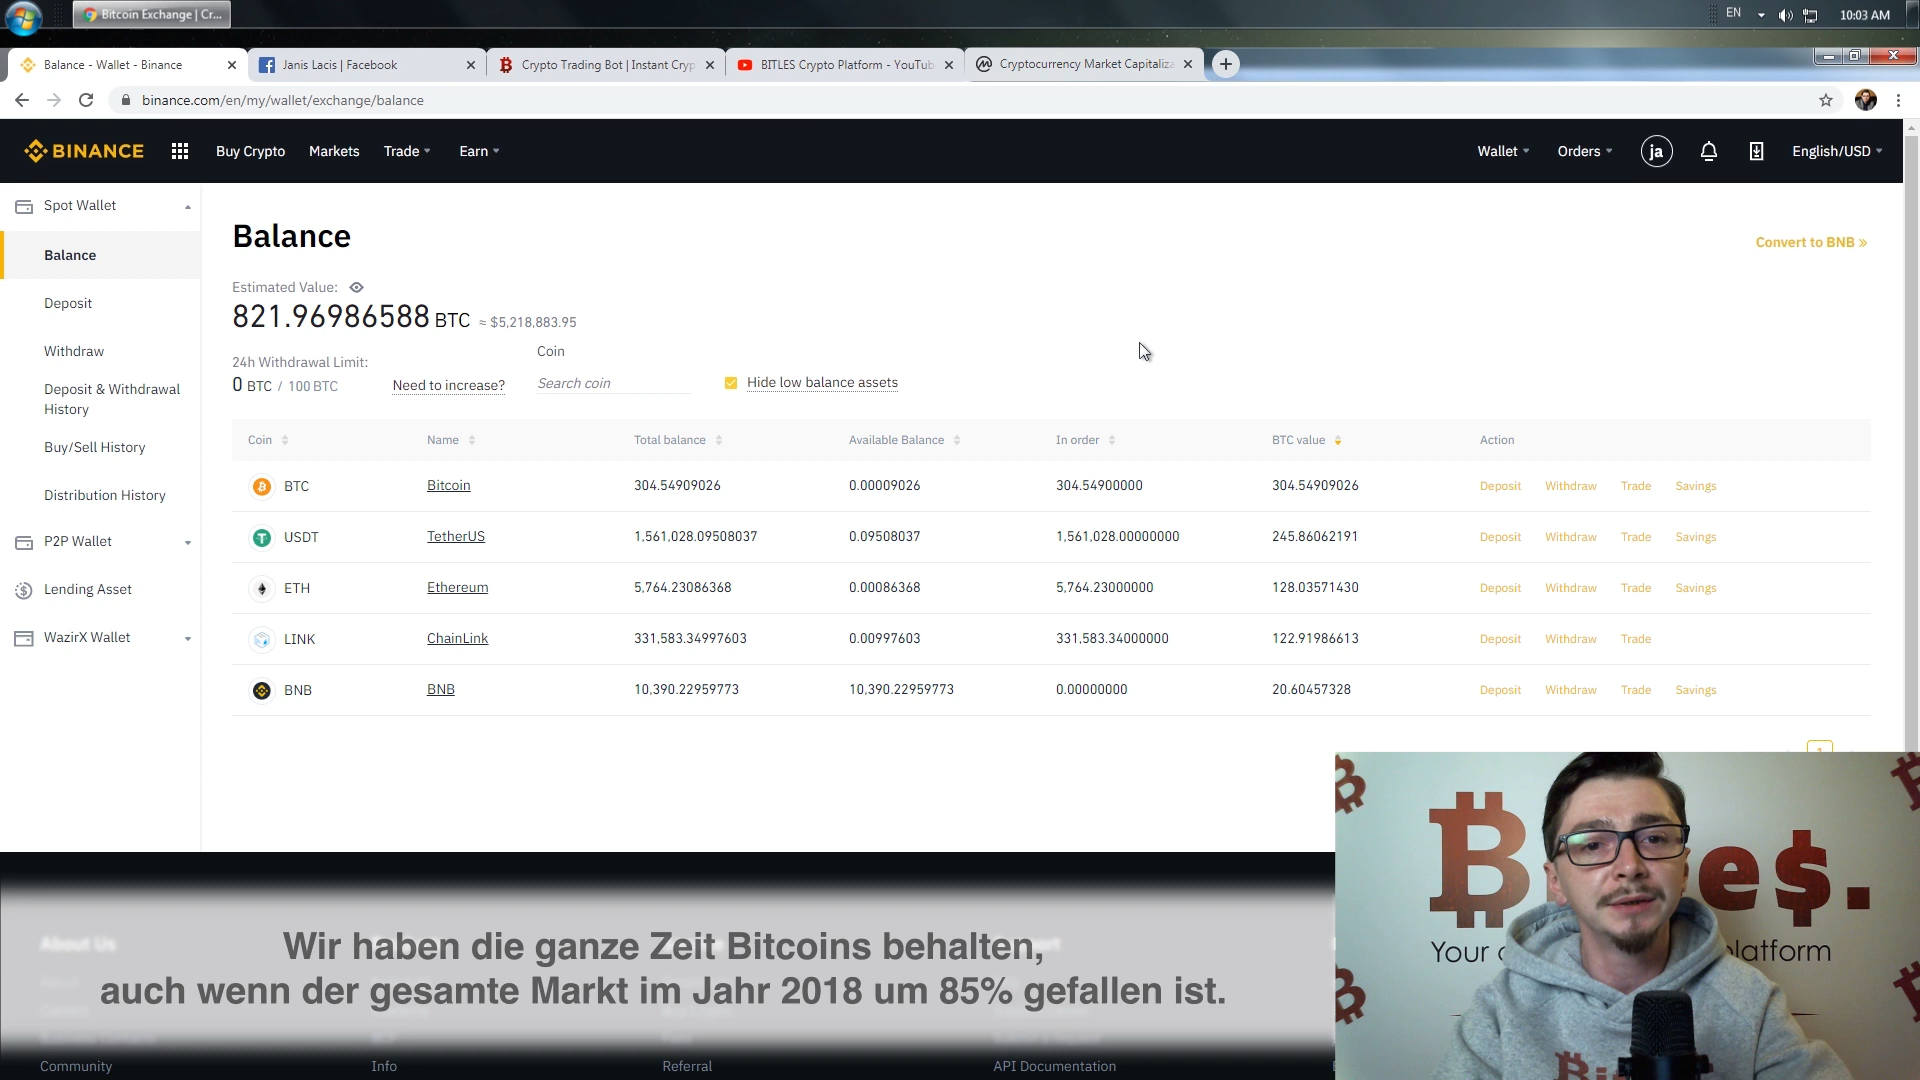 Bitcoin Exchange | Cr...
EN
10:03 AM
Balance - Wallet - Binance
Janis Lacis | Facebook
Crypto Trading Bot | Instant Cryp
BITLES Crypto Platform - YouTub
Cryptocurrency Market Capitaliza
binance.com/en/my/wallet/exchange/balance
BINANCE
Buy Crypto
Markets
Trade
Earn
Wallet
Orders
ja
English/USD
Spot Wallet
Balance
Deposit
Withdraw
Deposit & Withdrawal
History
Buy/Sell History
Distribution History
P2P Wallet
Lending Asset
WazirX Wallet
Balance
Convert to BNB »
Estimated Value:
821.96986588 BTC ≈ $5,218,883.95
24h Withdrawal Limit:
0 BTC / 100 BTC
Need to increase?
Coin
Search coin
Hide low balance assets
Coin Name Total balance Available Balance In order BTC value Action
BTC Bitcoin 304.54909026 0.00009026 304.54900000 304.54909026 Deposit Withdraw Trade Savings
USDT TetherUS 1,561,028.09508037 0.09508037 1,561,028.00000000 245.86062191 Deposit Withdraw Trade Savings
ETH Ethereum 5,764.23086368 0.00086368 5,764.23000000 128.03571430 Deposit Withdraw Trade Savings
LINK ChainLink 331,583.34997603 0.00997603 331,583.34000000 122.91986613 Deposit Withdraw Trade
BNB BNB 10,390.22959773 10,390.22959773 0.00000000 20.60457328 Deposit Withdraw Trade Savings
About Us
Wir haben die ganze Zeit Bitcoins behalten,
auch wenn der gesamte Markt im Jahr 2018 um 85% gefallen ist.
Community
Info
Referral
API Documentation
Your
platform